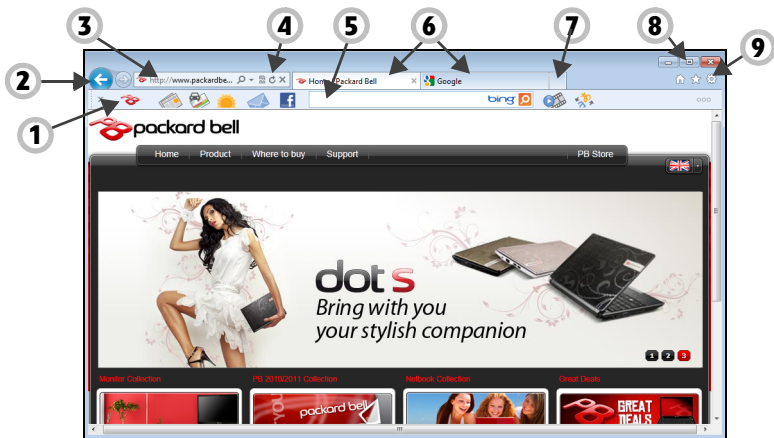 3 4 5 6 7 8 9
2
1
http://www.packardbe...
Packard Bell
Google
bing
packard bell
Home Product Where to buy Support PB Store
dot s
Bring with you
your stylish companion
1 2 3
Monitor Collection PB 2010/2011 Collection Netbook Collection Great Deals
YOU
packard bell
GREAT
DEALS